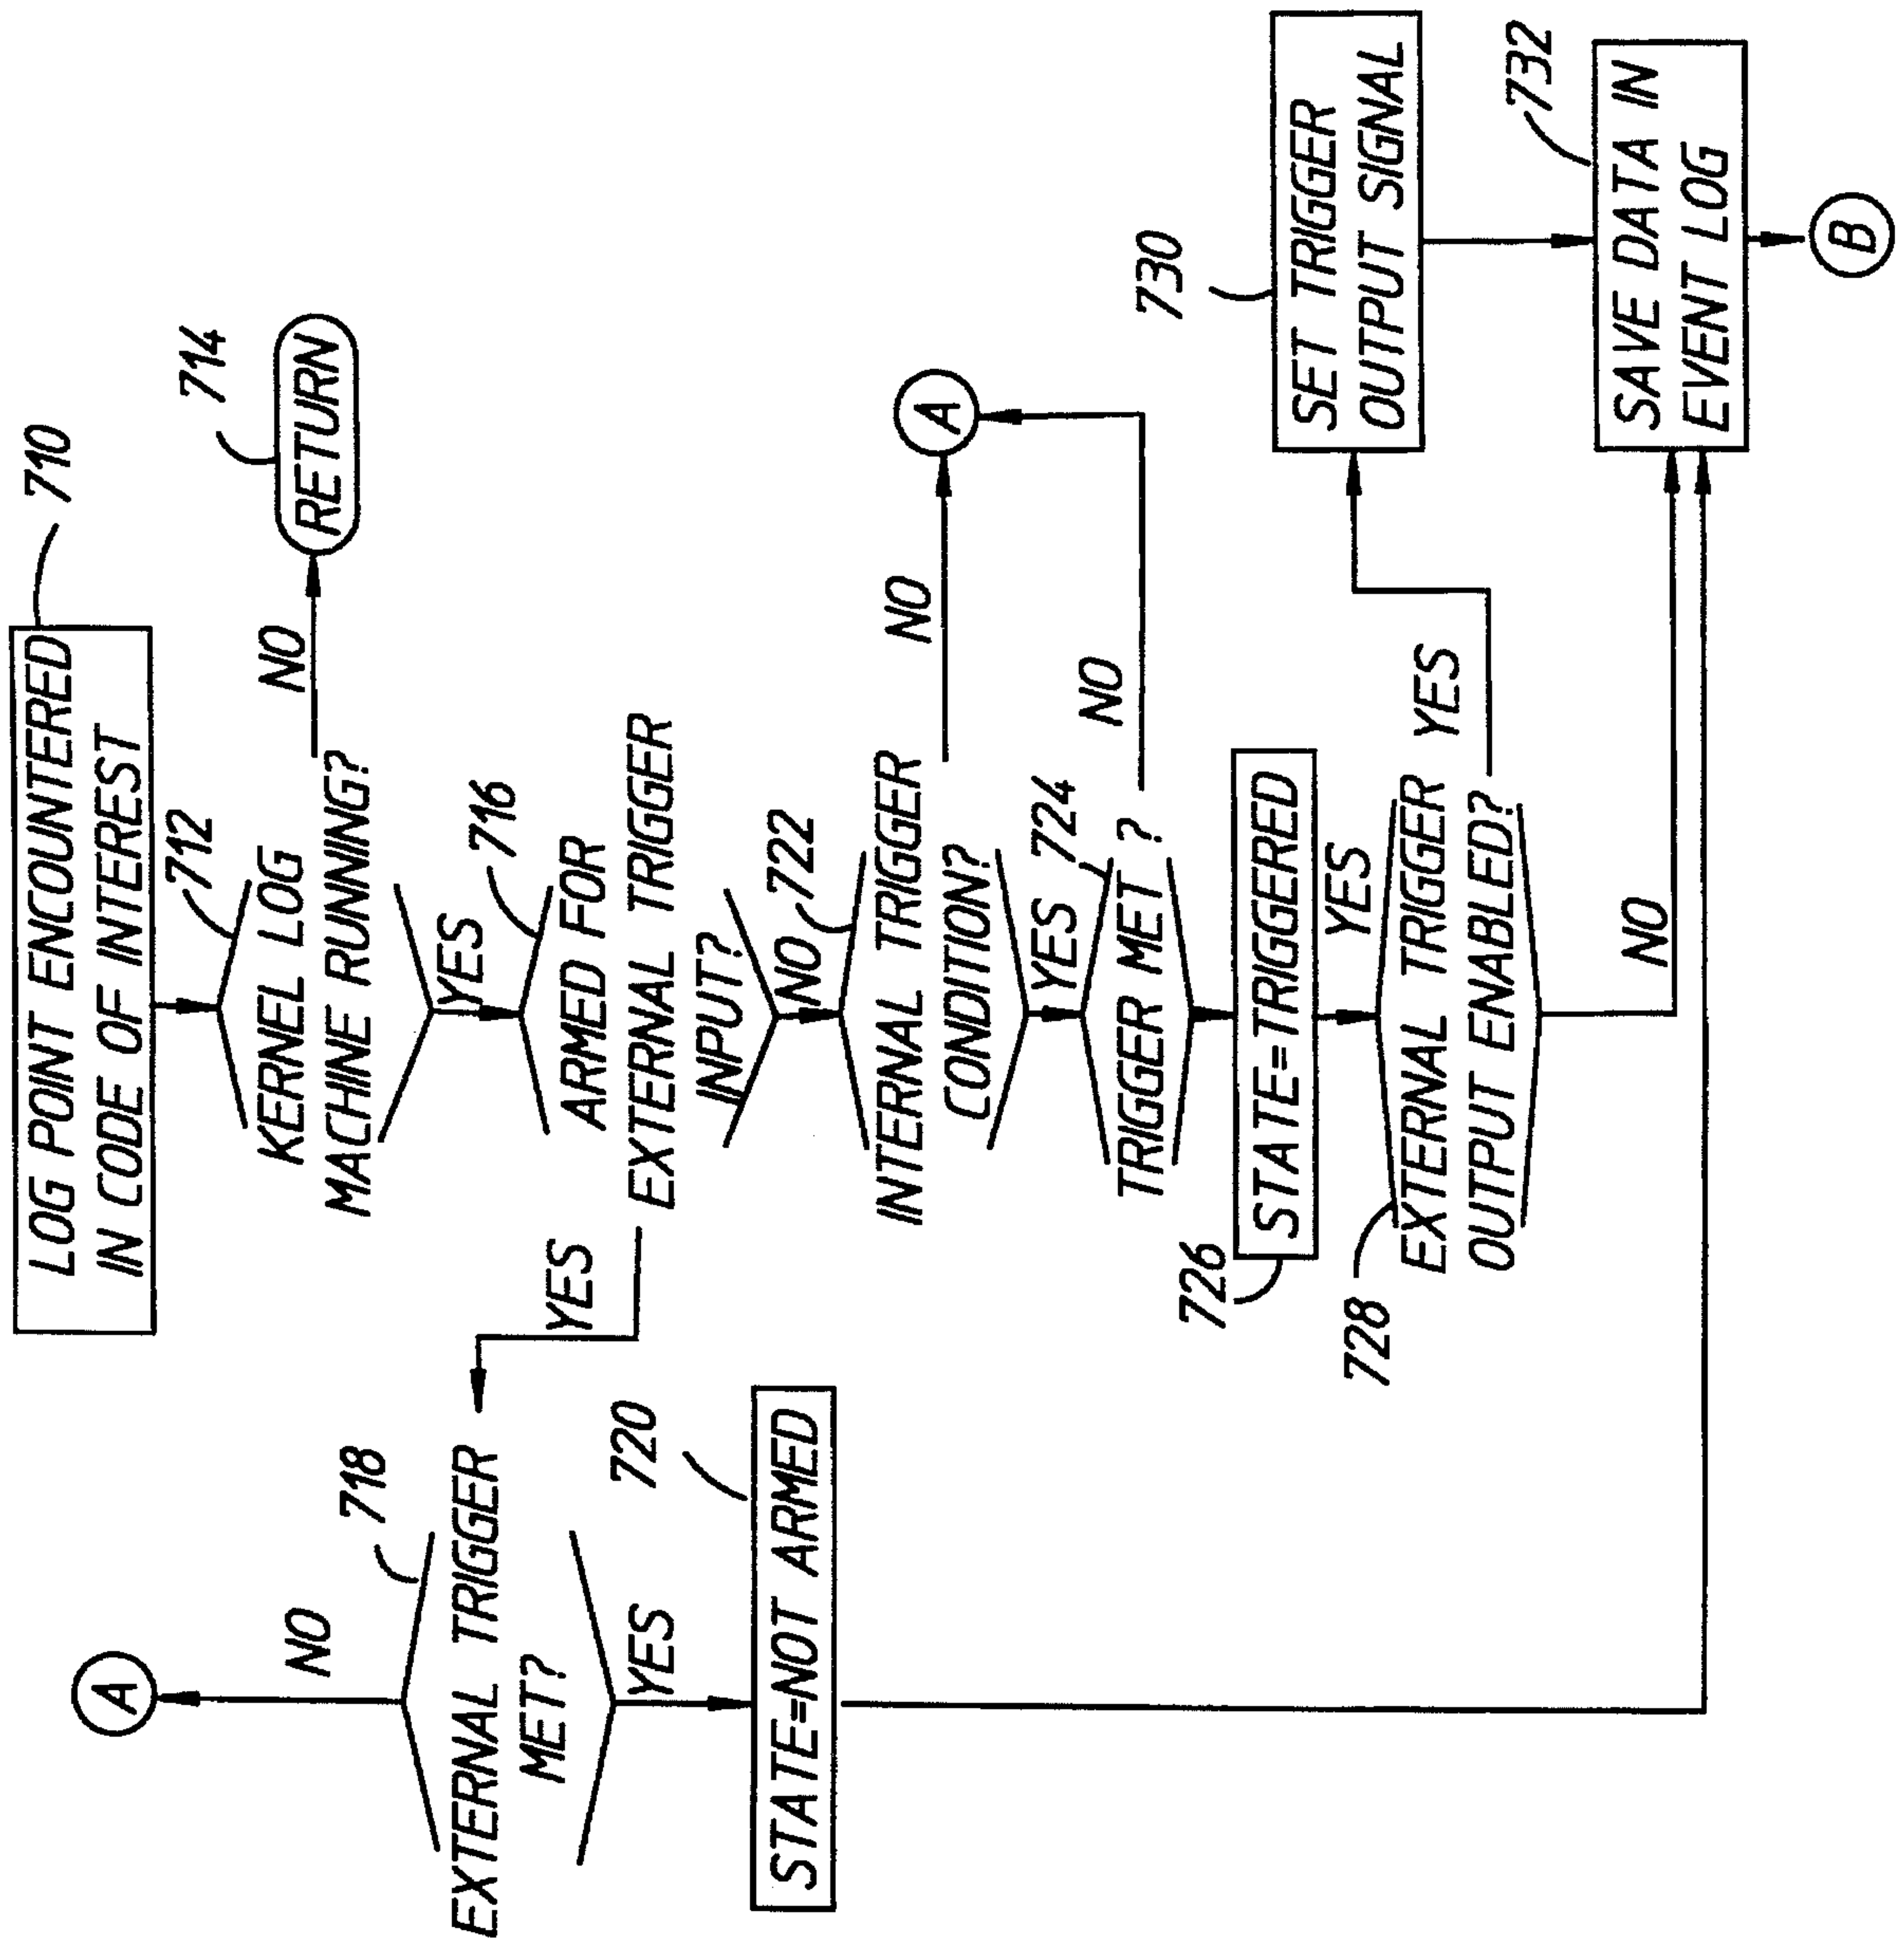 LOG POINT ENCOUNTERED
IN CODE OF INTEREST
710
712
KERNEL LOG
MACHINE RUNNING?
NO
714
RETURN
YES
716
ARMED FOR
EXTERNAL TRIGGER
INPUT?
YES
718
EXTERNAL TRIGGER
MET?
NO
A
YES
720
STATE=NOT ARMED
NO
722
INTERNAL TRIGGER
CONDITION?
NO
A
YES
724
TRIGGER MET ?
NO
726
STATE=TRIGGERED
YES
728
EXTERNAL TRIGGER
OUTPUT ENABLED?
YES
730
SET TRIGGER
OUTPUT SIGNAL
NO
732
SAVE DATA IN
EVENT LOG
B